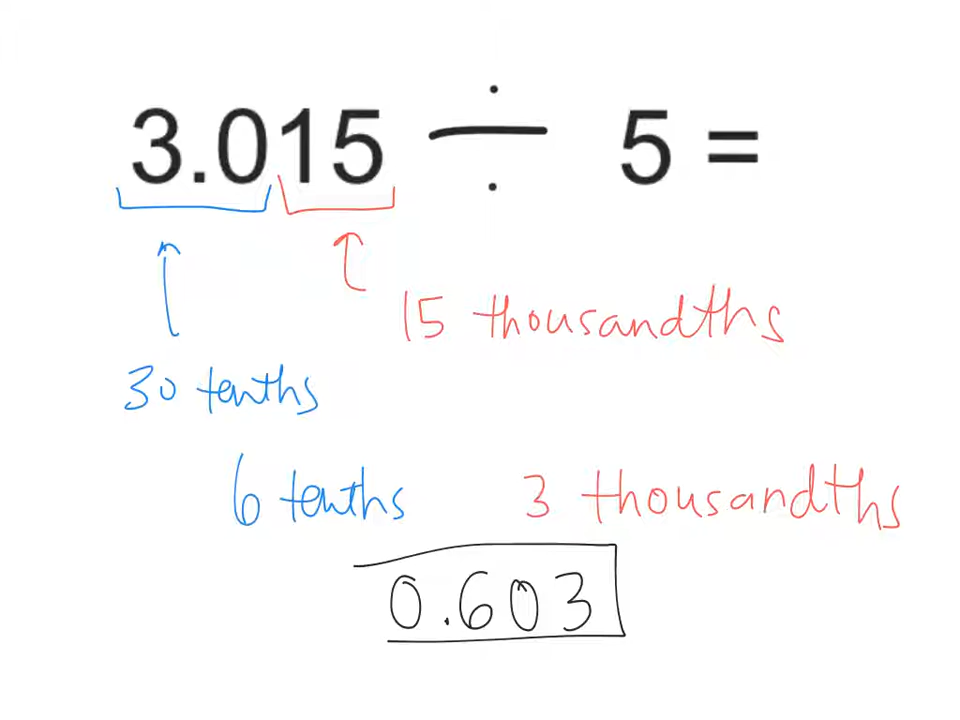 3.015 ÷ 5 =
15 thousandths
30 tenths
6 tenths 3 thousandths
0.603